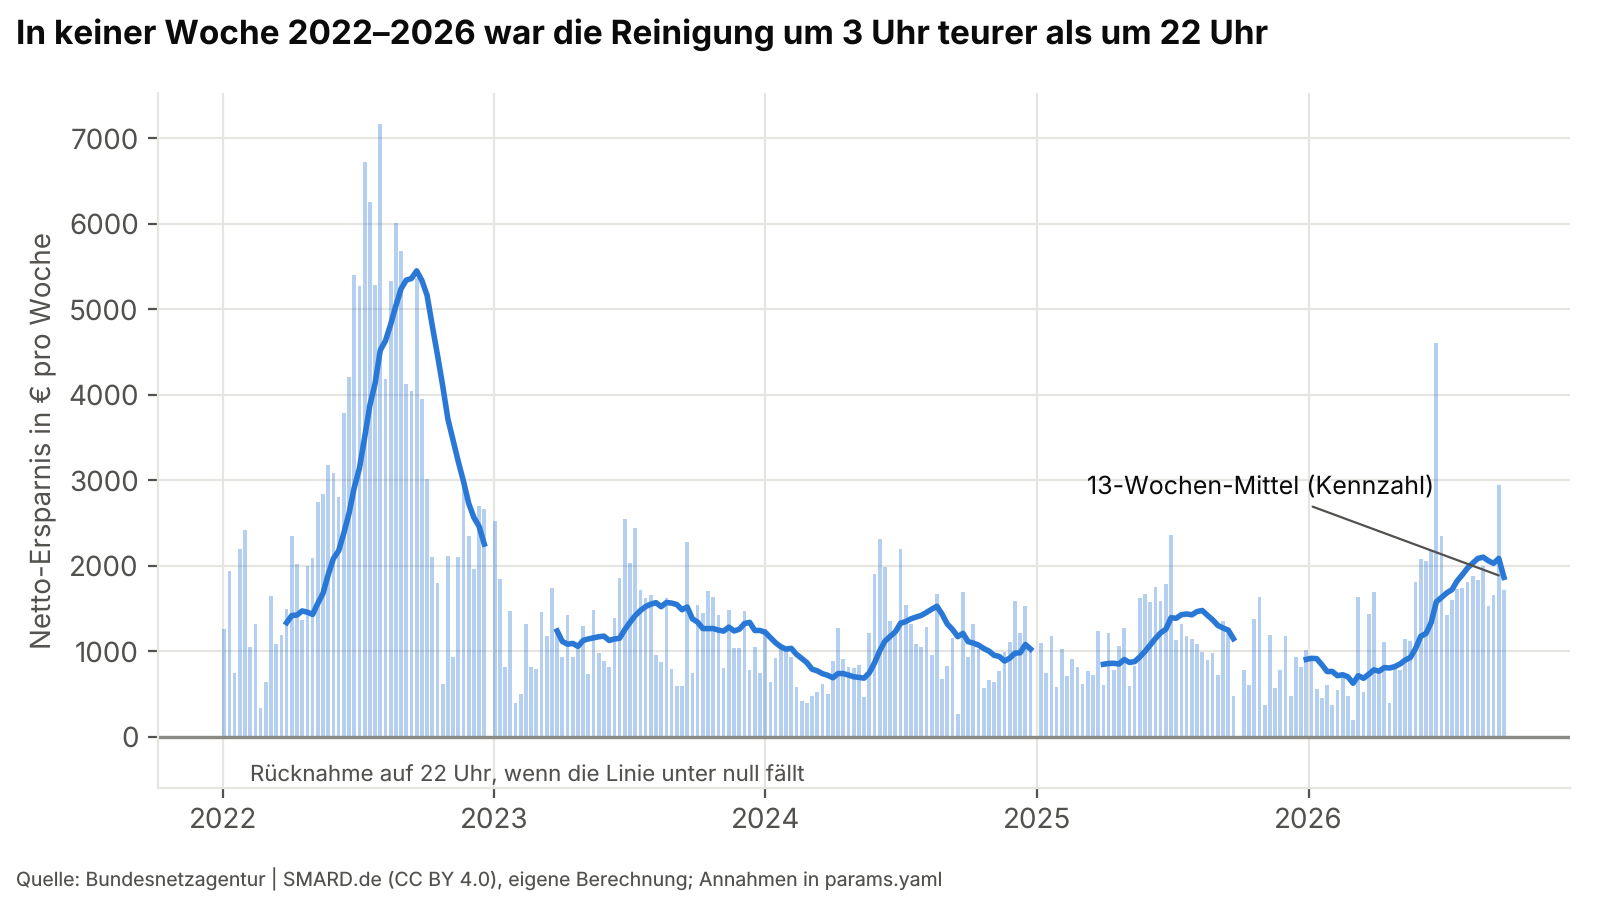 In keiner Woche 2022–2026 war die Reinigung um 3 Uhr teurer als um 22 Uhr
Netto-Ersparnis in € pro Woche
7000
6000
5000
4000
3000
2000
1000
0
13-Wochen-Mittel (Kennzahl)
Rücknahme auf 22 Uhr, wenn die Linie unter null fällt
2022
2023
2024
2025
2026
Quelle: Bundesnetzagentur | SMARD.de (CC BY 4.0), eigene Berechnung; Annahmen in params.yaml